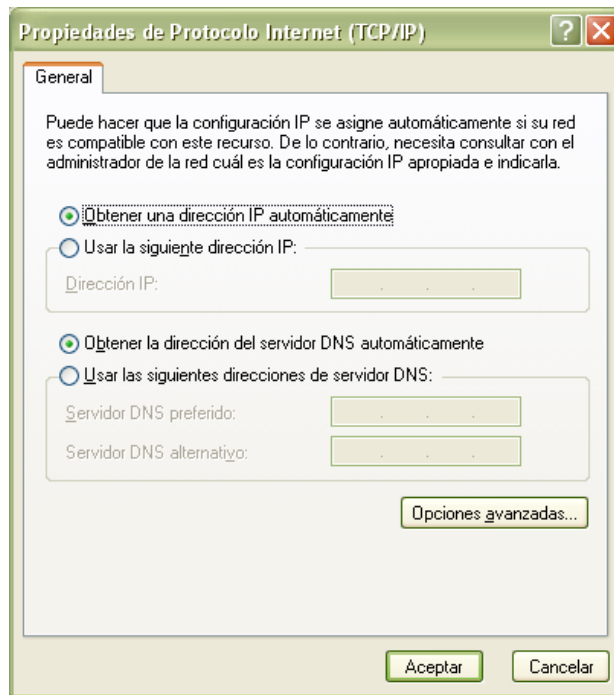 Propiedades de Protocolo Internet (TCP/IP)
General
Puede hacer que la configuración IP se asigne automáticamente si su red
es compatible con este recurso. De lo contrario, necesita consultar con el
administrador de la red cuál es la configuración IP apropiada e indicarla.
Obtener una dirección IP automáticamente
Usar la siguiente dirección IP:
Dirección IP:
Obtener la dirección del servidor DNS automáticamente
Usar las siguientes direcciones de servidor DNS:
Servidor DNS preferido:
Servidor DNS alternativo:
Opciones avanzadas...
Aceptar
Cancelar